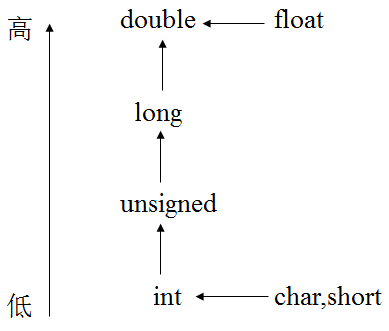 高 double float
long
unsigned
低 int char,short